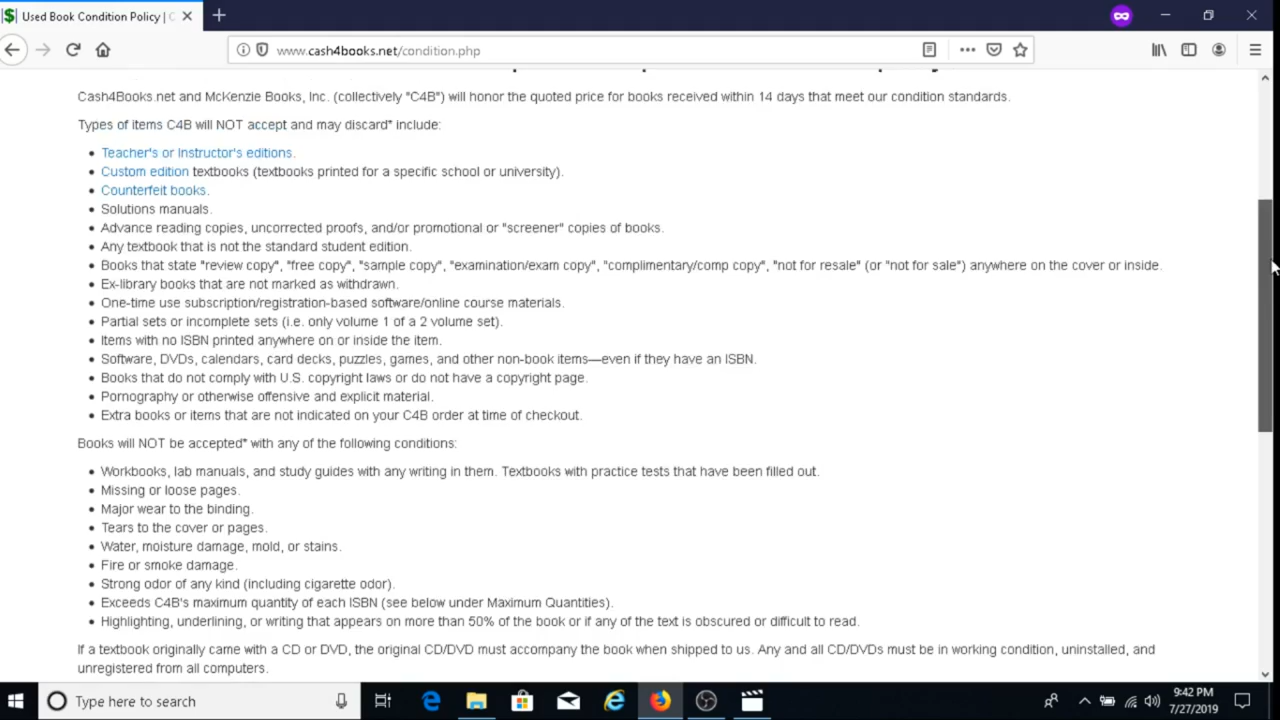 Used Book Condition Policy | C
www.cash4books.net/condition.php
Cash4Books.net and McKenzie Books, Inc. (collectively "C4B") will honor the quoted price for books received within 14 days that meet our condition standards.
Types of items C4B will NOT accept and may discard* include:
Teacher's or Instructor's editions.
Custom edition textbooks (textbooks printed for a specific school or university).
Counterfeit books.
Solutions manuals.
Advance reading copies, uncorrected proofs, and/or promotional or "screener" copies of books.
Any textbook that is not the standard student edition.
Books that state "review copy", "free copy", "sample copy", "examination/exam copy", "complimentary/comp copy", "not for resale" (or "not for sale") anywhere on the cover or inside.
Ex-library books that are not marked as withdrawn.
One-time use subscription/registration-based software/online course materials.
Partial sets or incomplete sets (i.e. only volume 1 of a 2 volume set).
Items with no ISBN printed anywhere on or inside the item.
Software, DVDs, calendars, card decks, puzzles, games, and other non-book items—even if they have an ISBN.
Books that do not comply with U.S. copyright laws or do not have a copyright page.
Pornography or otherwise offensive and explicit material.
Extra books or items that are not indicated on your C4B order at time of checkout.
Books will NOT be accepted* with any of the following conditions:
Workbooks, lab manuals, and study guides with any writing in them. Textbooks with practice tests that have been filled out.
Missing or loose pages.
Major wear to the binding.
Tears to the cover or pages.
Water, moisture damage, mold, or stains.
Fire or smoke damage.
Strong odor of any kind (including cigarette odor).
Exceeds C4B's maximum quantity of each ISBN (see below under Maximum Quantities).
Highlighting, underlining, or writing that appears on more than 50% of the book or if any of the text is obscured or difficult to read.
If a textbook originally came with a CD or DVD, the original CD/DVD must accompany the book when shipped to us. Any and all CD/DVDs must be in working condition, uninstalled, and
unregistered from all computers.
Type here to search
9:42 PM
7/27/2019